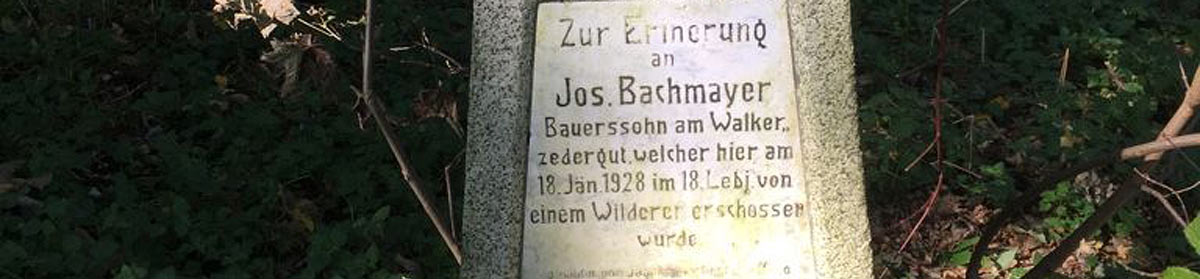 Zur Erinerung
an
Jos. Bachmayer
Bauerssohn am Walker„
zedergut, welcher hier am
18. Jän. 1928 im 18. Lebj. von
einem Wilderer erschossen
wurde